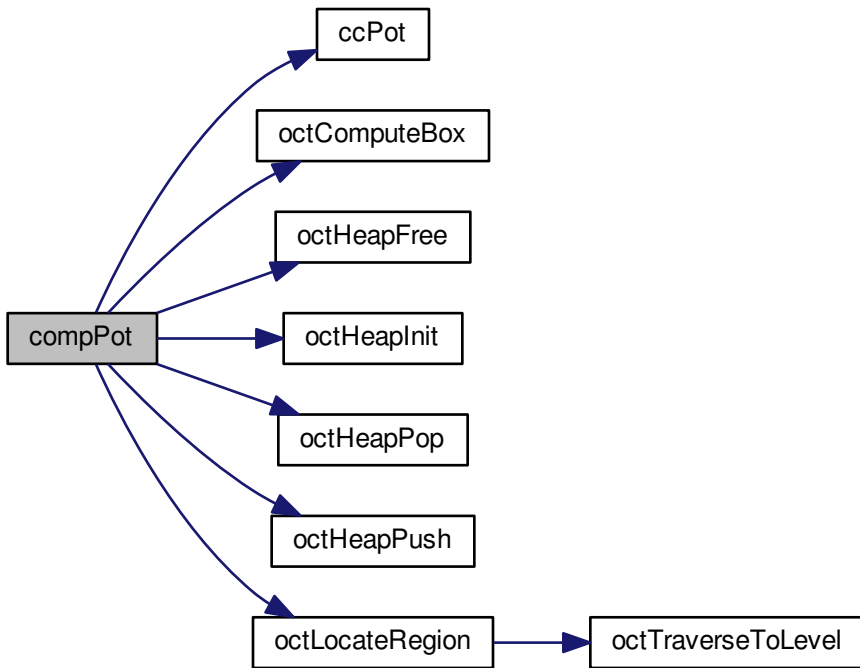 ccPot
octComputeBox
octHeapFree
compPot
octHeapInit
octHeapPop
octHeapPush
octLocateRegion
octTraverseToLevel